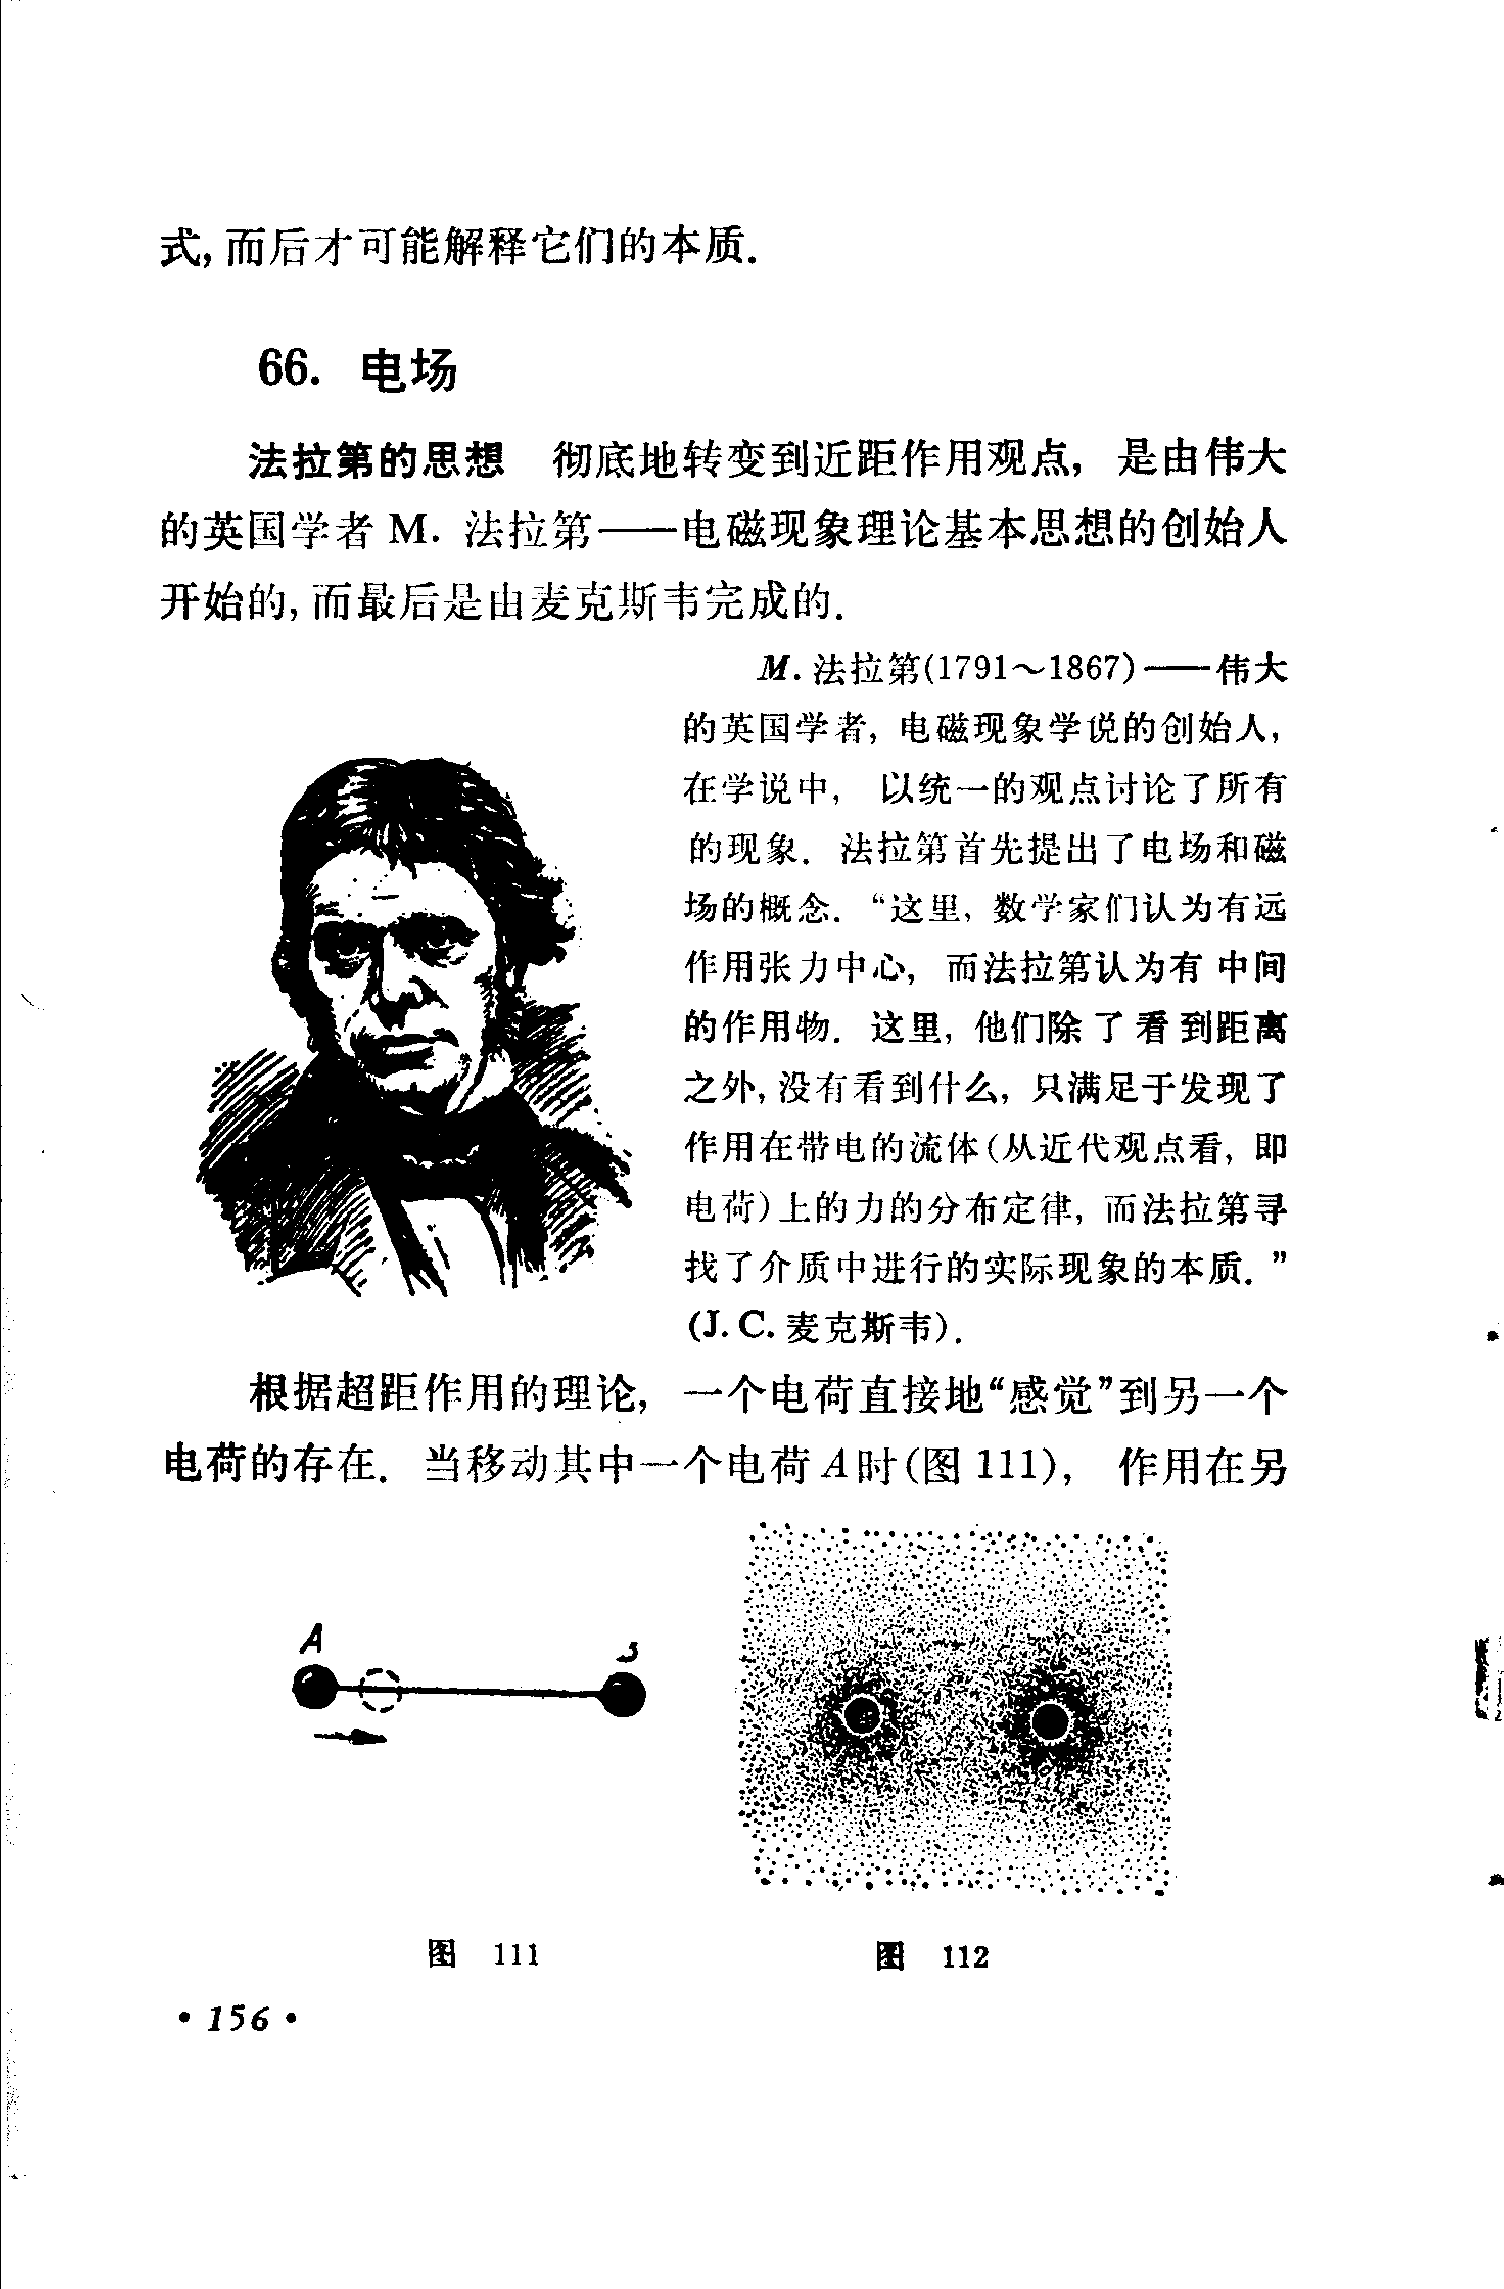 式,而后才可能解释它们的本质.
66. 电场
法拉第的思想 彻底地转变到近距作用观点, 是由伟大
的英国学者 M. 法拉第——电磁现象理论基本思想的创始人
开始的,而最后是由麦克斯韦完成的.
M.法拉第(1791～1867)——伟大
的英国学者, 电磁现象学说的创始人,
在学说中, 以统一的观点讨论了所有
的现象. 法拉第首先提出了电场和磁
场的概念. “这里, 数学家们认为有远
作用张力中心, 而法拉第认为有中间
的作用物. 这里, 他们除了看到距离
之外,没有看到什么, 只满足于发现了
作用在带电的流体(从近代观点看, 即
电荷)上的力的分布定律, 而法拉第寻
找了介质中进行的实际现象的本质. ”
(J. C. 麦克斯韦).
根据超距作用的理论, 一个电荷直接地“感觉”到另一个
电荷的存在. 当移动其中一个电荷 A 时(图 111), 作用在另
A
图 111
图 112
• 156 •